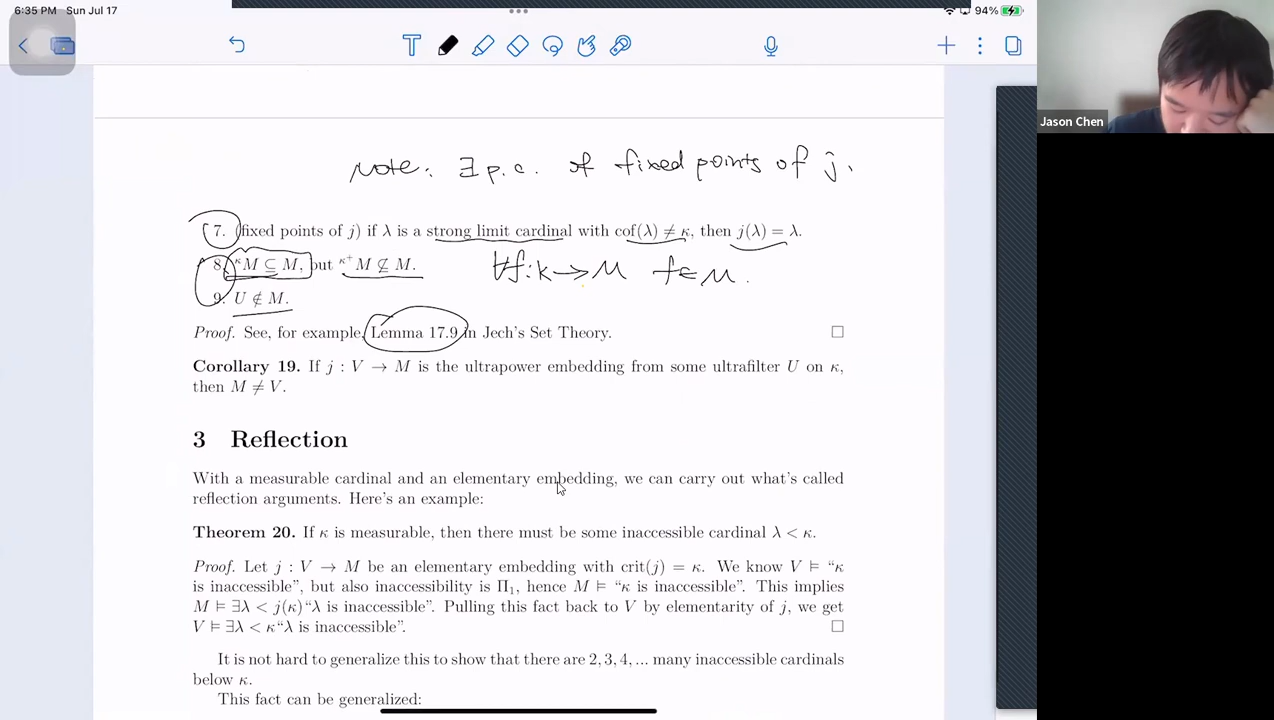 6:35 PM Sun Jul 17
94%
T
Jason Chen
Note: ∃ p.c. of fixed points of j.
7. (fixed points of j) if λ is a strong limit cardinal with cof(λ) ≠ κ, then j(λ) = λ.
8. ᵏM ⊆ M, but ᵏ⁺M ⊈ M. ∀f: κ → M f ∈ M.
9. U ∉ M.
Proof. See, for example, Lemma 17.9 in Jech's Set Theory. □
Corollary 19. If j : V → M is the ultrapower embedding from some ultrafilter U on κ,
then M ≠ V.
3 Reflection
With a measurable cardinal and an elementary embedding, we can carry out what's called
reflection arguments. Here's an example:
Theorem 20. If κ is measurable, then there must be some inaccessible cardinal λ < κ.
Proof. Let j : V → M be an elementary embedding with crit(j) = κ. We know V ⊨ “κ
is inaccessible”, but also inaccessibility is Π₁, hence M ⊨ “κ is inaccessible”. This implies
M ⊨ ∃λ < j(κ)“λ is inaccessible”. Pulling this fact back to V by elementarity of j, we get
V ⊨ ∃λ < κ“λ is inaccessible”. □
It is not hard to generalize this to show that there are 2, 3, 4, ... many inaccessible cardinals
below κ.
This fact can be generalized: